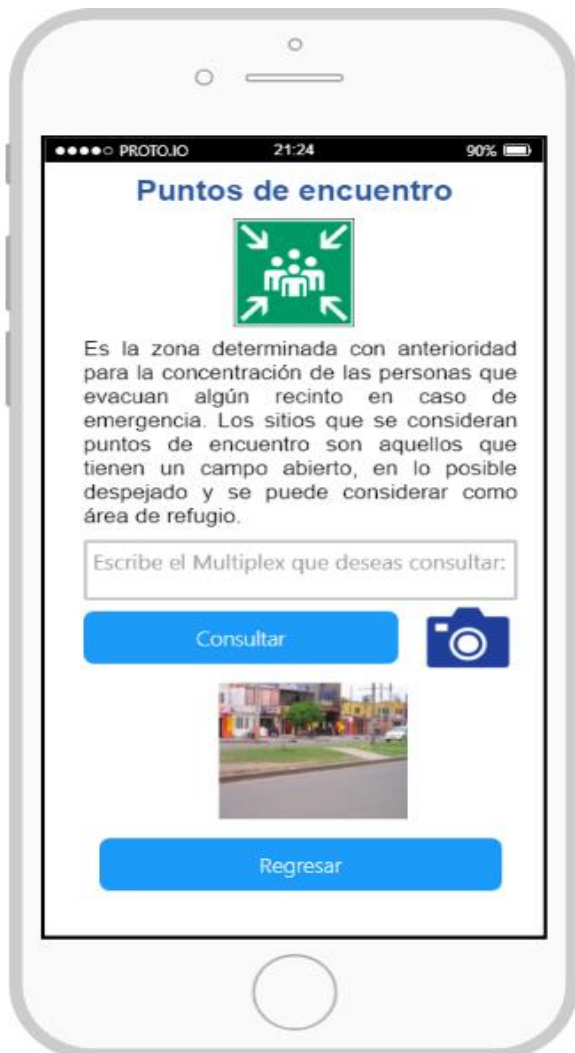 PROTO.IO 21:24 90%
Puntos de encuentro
Es la zona determinada con anterioridad
para la concentración de las personas que
evacuan algún recinto en caso de
emergencia. Los sitios que se consideran
puntos de encuentro son aquellos que
tienen un campo abierto, en lo posible
despejado y se puede considerar como
área de refugio.
Escribe el Multiplex que deseas consultar:
Consultar
Regresar